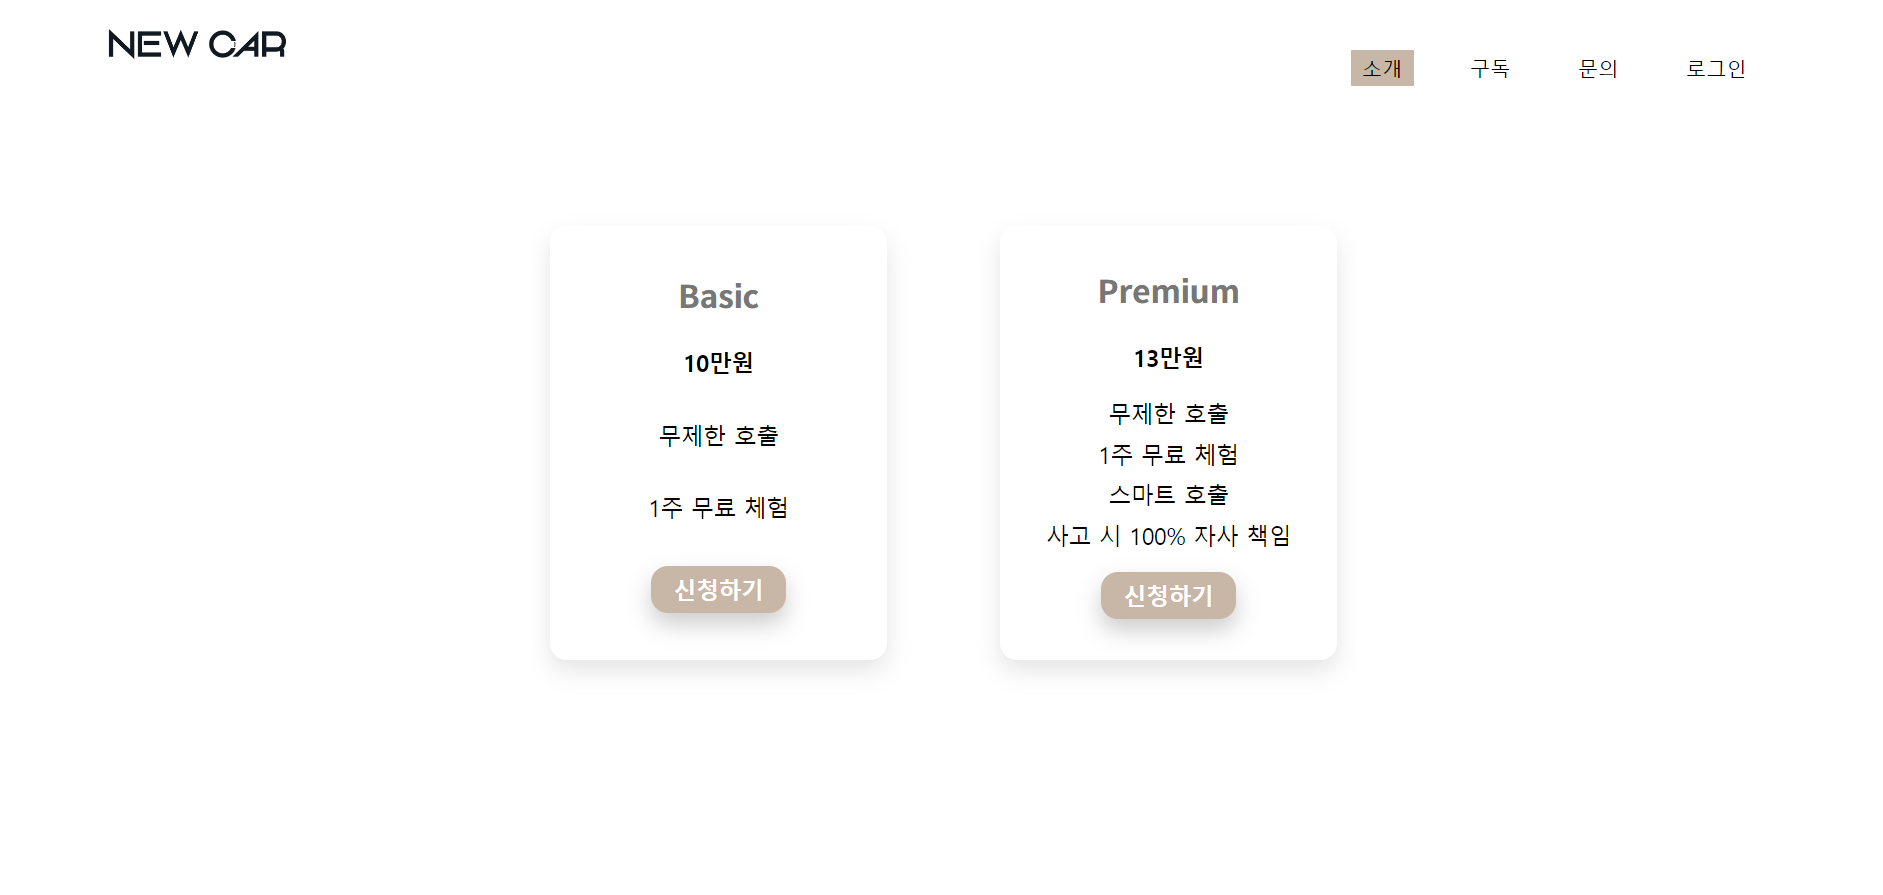 NEW CAR
소개 구독 문의 로그인
Basic
10만원
무제한 호출
1주 무료 체험
신청하기
Premium
13만원
무제한 호출
1주 무료 체험
스마트 호출
사고 시 100% 자사 책임
신청하기